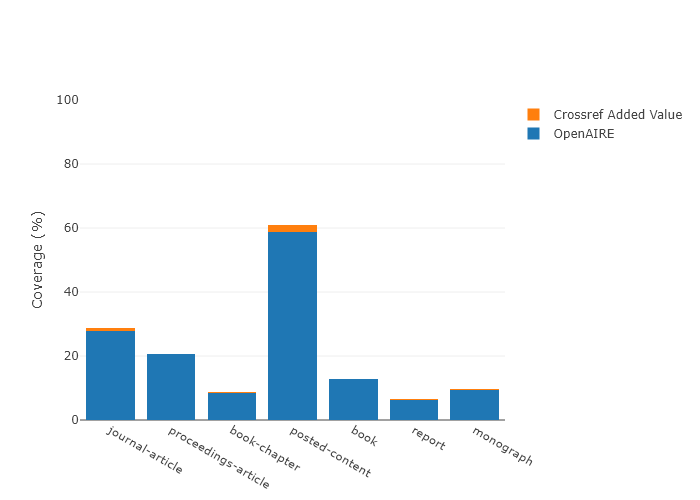 100
80
60
40
20
0
Coverage (%)
journal-article
proceedings-article
book-chapter
posted-content
book
report
monograph
Crossref Added Value
OpenAIRE